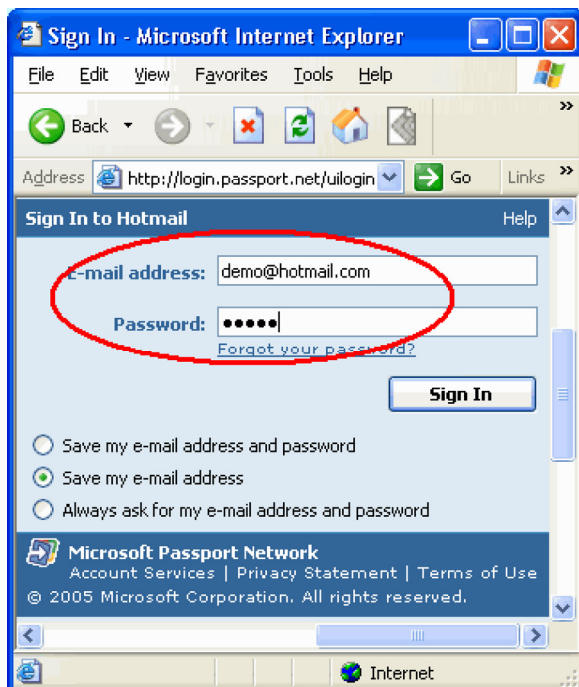 Sign In - Microsoft Internet Explorer
File Edit View Favorites Tools Help
Back »
Address http://login.passport.net/uilogin Go Links »
Sign In to Hotmail Help
E-mail address: demo@hotmail.com
Password: ●●●●●
Forgot your password?
Sign In
Save my e-mail address and password
Save my e-mail address
Always ask for my e-mail address and password
Microsoft Passport Network
Account Services | Privacy Statement | Terms of Use
© 2005 Microsoft Corporation. All rights reserved.
Internet